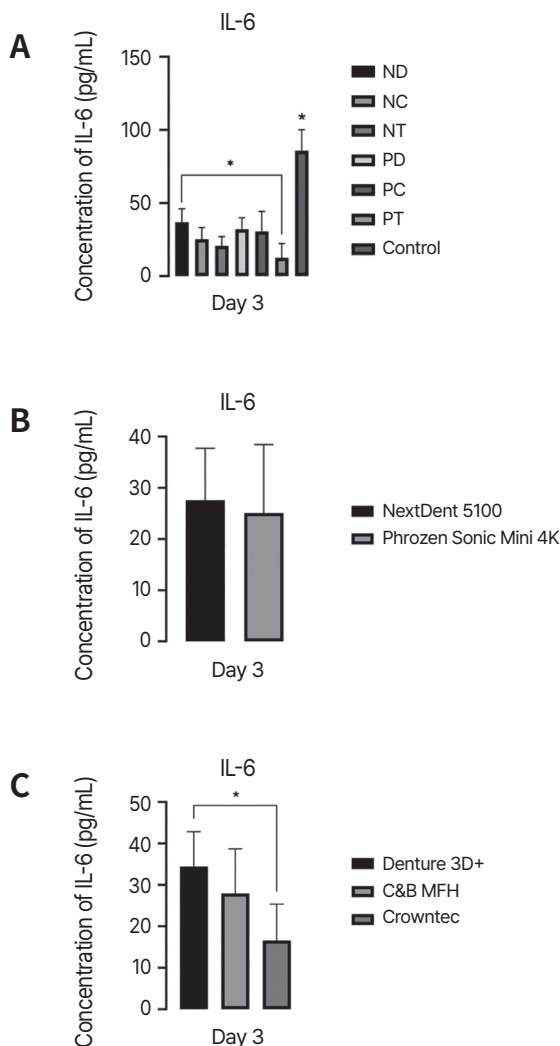 A
IL-6
Concentration of IL-6 (pg/mL)
150
100
50
0
*
*
Day 3
ND
NC
NT
PD
PC
PT
Control
B
IL-6
Concentration of IL-6 (pg/mL)
40
30
20
10
0
Day 3
NextDent 5100
Phrozen Sonic Mini 4K
C
IL-6
Concentration of IL-6 (pg/mL)
50
40
30
20
10
0
*
Day 3
Denture 3D+
C&B MFH
Crowntec